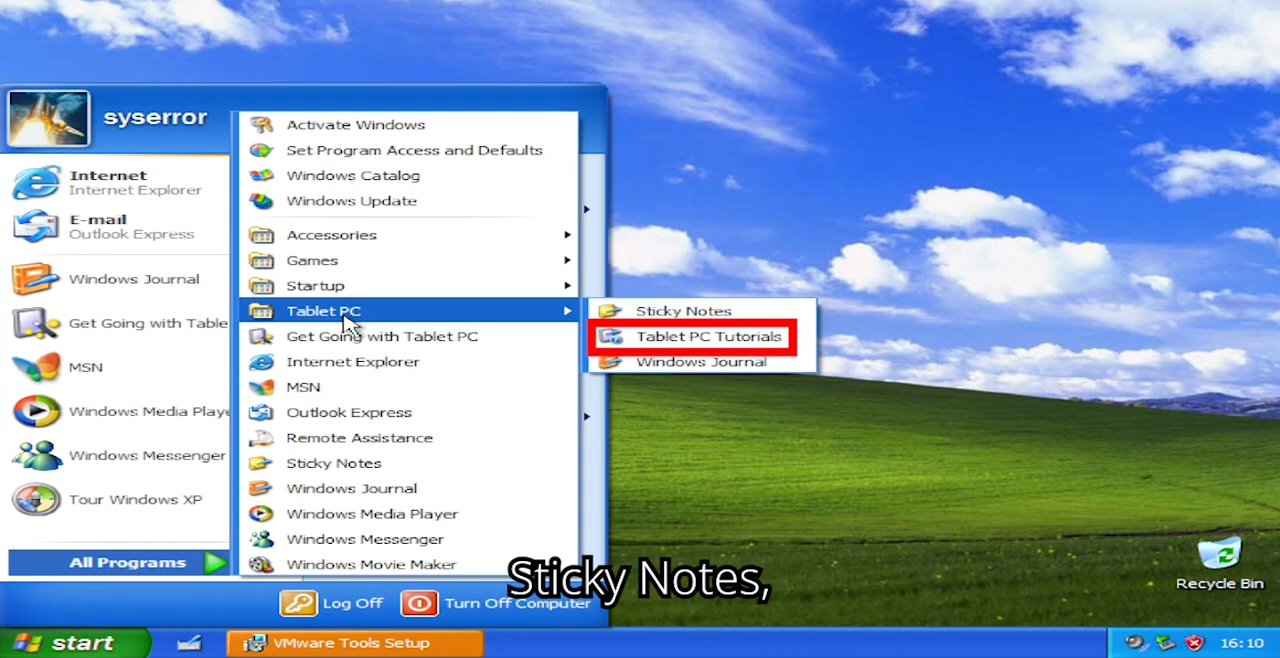 syserror
Internet
Internet Explorer
E-mail
Outlook Express
Windows Journal
Get Going with Table
MSN
Windows Media Playe
Windows Messenger
Tour Windows XP
All Programs
Activate Windows
Set Program Access and Defaults
Windows Catalog
Windows Update
Accessories
Games
Startup
Tablet PC
Get Going with Tablet PC
Internet Explorer
MSN
Outlook Express
Remote Assistance
Sticky Notes
Windows Journal
Windows Media Player
Windows Messenger
Windows Movie Maker
Sticky Notes
Tablet PC Tutorials
Windows Journal
Sticky Notes,
Recycle Bin
Log Off
Turn Off Computer
start
VMware Tools Setup
16:10